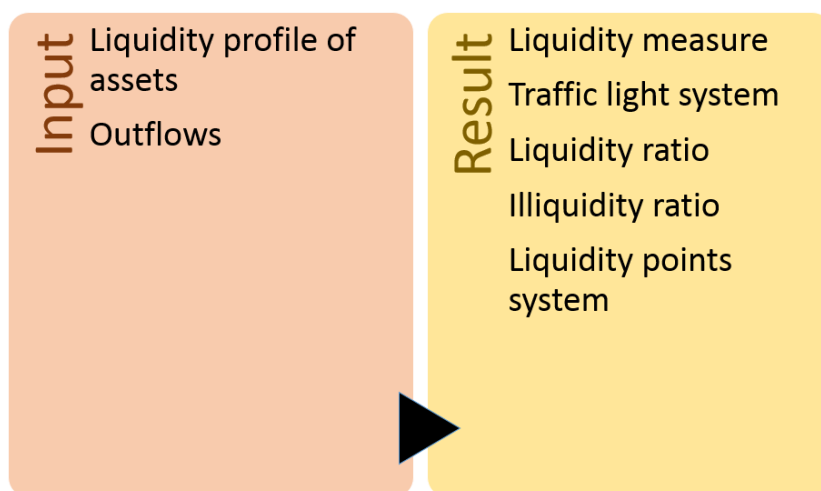 Input
Liquidity profile of
assets
Outflows
Result
Liquidity measure
Traffic light system
Liquidity ratio
Illiquidity ratio
Liquidity points
system